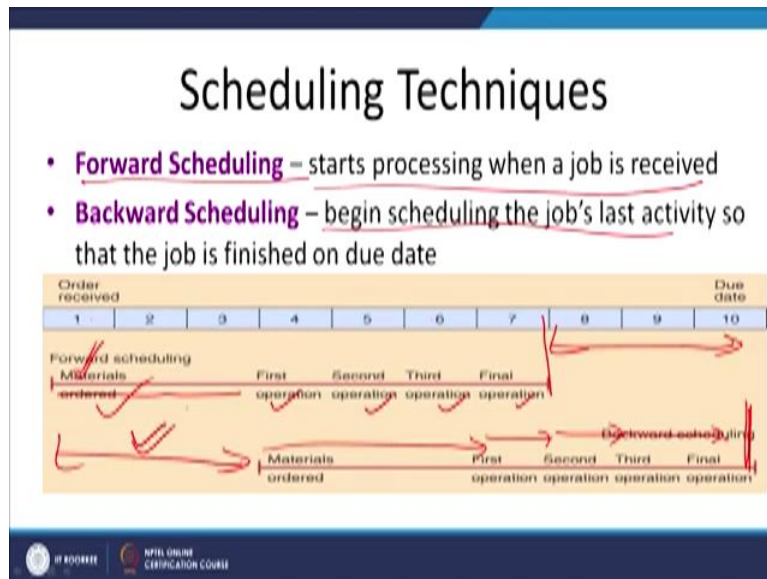 Scheduling Techniques
• Forward Scheduling – starts processing when a job is received
• Backward Scheduling – begin scheduling the job's last activity so
that the job is finished on due date
Order
received
Due
date
1 2 3 4 5 6 7 8 9 10
Forward scheduling
Materials First Second Third Final
ordered operation operation operation operation
Backward scheduling
Materials First Second Third Final
ordered operation operation operation operation
IIT ROORKEE NPTEL ONLINE
CERTIFICATION COURSE